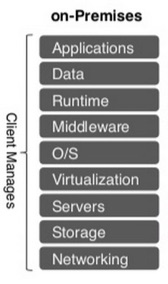 on-Premises
Applications
Data
Runtime
Middleware
O/S
Virtualization
Servers
Storage
Networking
Client Manages